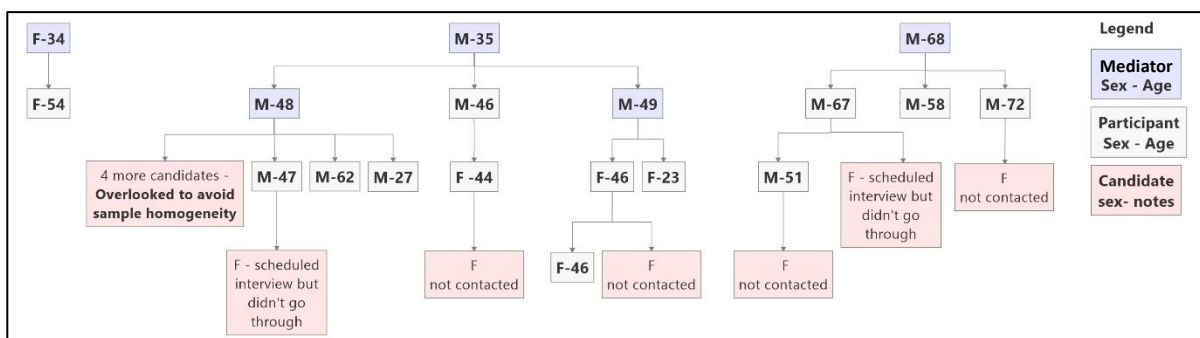 F-34
M-35
M-68
Legend
Mediator
Sex - Age
F-54
M-48
M-46
M-49
M-67
M-58
M-72
Participant
Sex - Age
4 more candidates -
Overlooked to avoid
sample homogeneity
M-47
M-62
M-27
F -44
F-46
F-23
M-51
F - scheduled
interview but
didn't go
through
F
not contacted
Candidate
sex- notes
F - scheduled
interview but
didn't go
through
F
not contacted
F-46
F
not contacted
F
not contacted